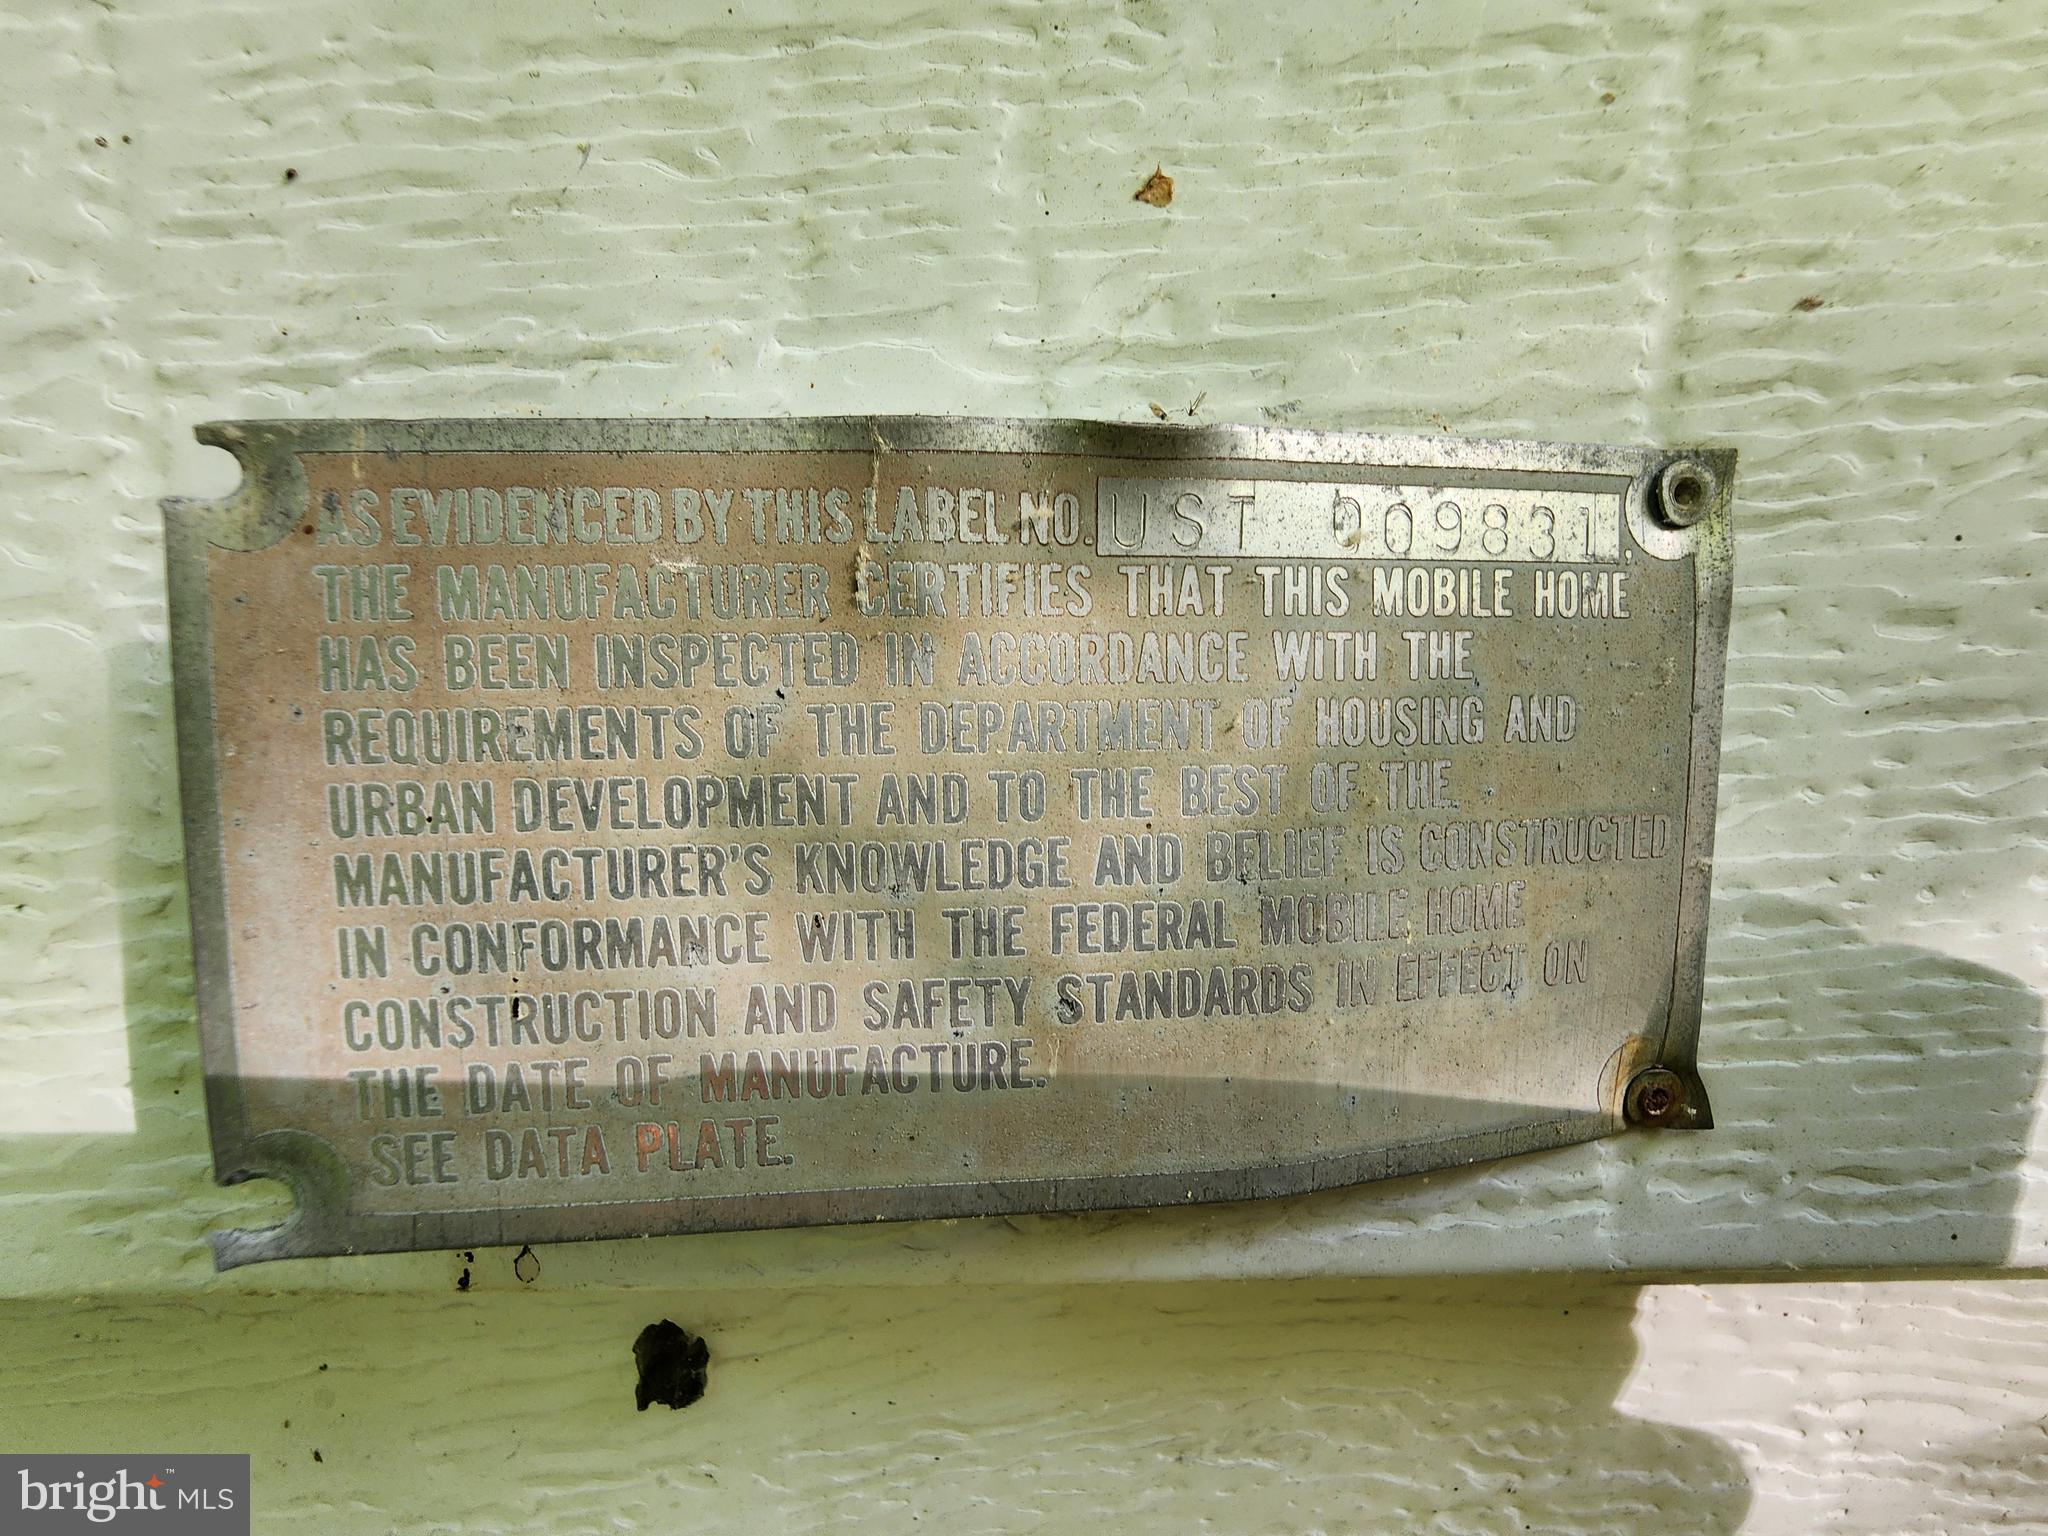 AS EVIDENCED BY THIS LABEL NO. UST 009831.
THE MANUFACTURER CERTIFIES THAT THIS MOBILE HOME
HAS BEEN INSPECTED IN ACCORDANCE WITH THE
REQUIREMENTS OF THE DEPARTMENT OF HOUSING AND
URBAN DEVELOPMENT AND TO THE BEST OF THE
MANUFACTURER'S KNOWLEDGE AND BELIEF IS CONSTRUCTED
IN CONFORMANCE WITH THE FEDERAL MOBILE HOME
CONSTRUCTION AND SAFETY STANDARDS IN EFFECT ON
THE DATE OF MANUFACTURE.
SEE DATA PLATE.
bright™ MLS